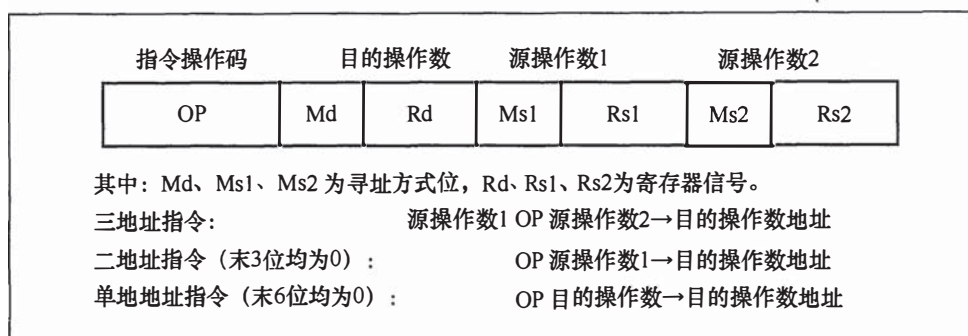 指令操作码 目的操作数 源操作数1 源操作数2
OP Md Rd Ms1 Rs1 Ms2 Rs2
其中：Md、Ms1、Ms2 为寻址方式位，Rd、Rs1、Rs2为寄存器信号。
三地址指令： 源操作数1 OP 源操作数2→目的操作数地址
二地址指令（末3位均为0）： OP 源操作数1→目的操作数地址
单地地址指令（末6位均为0）： OP 目的操作数→目的操作数地址